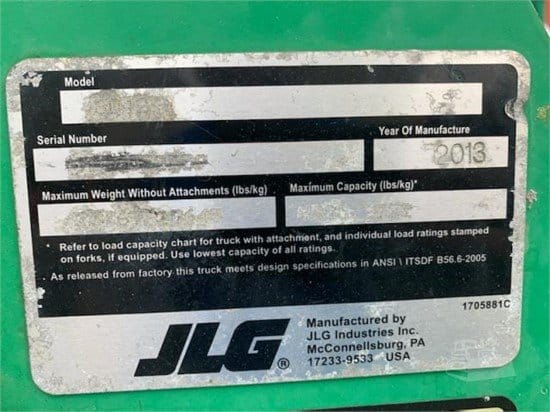 Model
Serial Number
Year Of Manufacture
2013
Maximum Weight Without Attachments (lbs/kg)
Maximum Capacity (lbs/kg)*
* Refer to load capacity chart for truck with attachment, and individual load ratings stamped
on forks, if equipped. Use lowest capacity of all ratings.
As released from factory this truck meets design specifications in ANSI \ ITSDF B56.6-2005
1705881C
JLG®
Manufactured by
JLG Industries Inc.
McConnellsburg, PA
17233-9533 USA